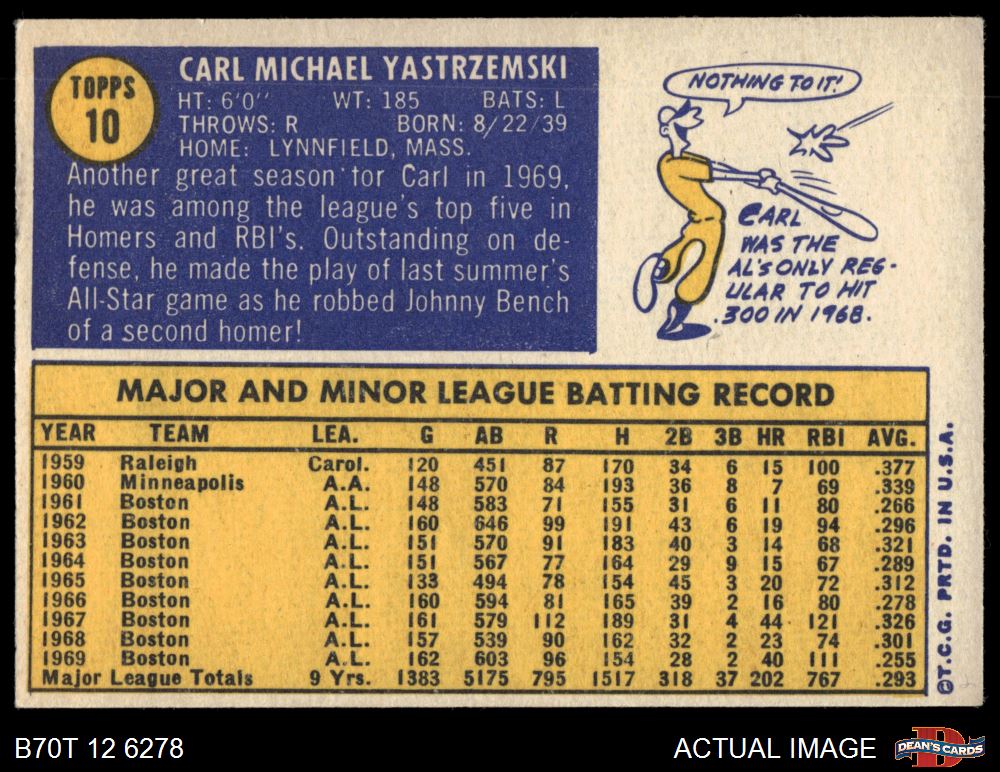 TOPPS
10
CARL MICHAEL YASTRZEMSKI
HT: 6'0" WT: 185 BATS: L
THROWS: R BORN: 8/22/39
HOME: LYNNFIELD, MASS.
Another great season tor Carl in 1969,
he was among the league's top five in
Homers and RBI's. Outstanding on de-
fense, he made the play of last summer's
All-Star game as he robbed Johnny Bench
of a second homer!
NOTHING TO IT!
CARL
WAS THE
AL'S ONLY REG-
ULAR TO HIT
.300 IN 1968.
MAJOR AND MINOR LEAGUE BATTING RECORD
YEAR TEAM LEA. G AB R H 2B 3B HR RBI AVG.
1959 Raleigh Carol. 120 451 87 170 34 6 15 100 .377
1960 Minneapolis A.A. 148 570 84 193 36 8 7 69 .339
1961 Boston A.L. 148 583 71 155 31 6 11 80 .266
1962 Boston A.L. 160 646 99 191 43 6 19 94 .296
1963 Boston A.L. 151 570 91 183 40 3 14 68 .321
1964 Boston A.L. 151 567 77 164 29 9 15 67 .289
1965 Boston A.L. 133 494 78 154 45 3 20 72 .312
1966 Boston A.L. 160 594 81 165 39 2 16 80 .278
1967 Boston A.L. 161 579 112 189 31 4 44 121 .326
1968 Boston A.L. 157 539 90 162 32 2 23 74 .301
1969 Boston A.L. 162 603 96 154 28 2 40 111 .255
Major League Totals 9 Yrs. 1383 5175 795 1517 318 37 202 767 .293
©T.C.G. PRTD. IN U.S.A.
B70T 12 6278
ACTUAL IMAGE
D
DEAN'S CARDS